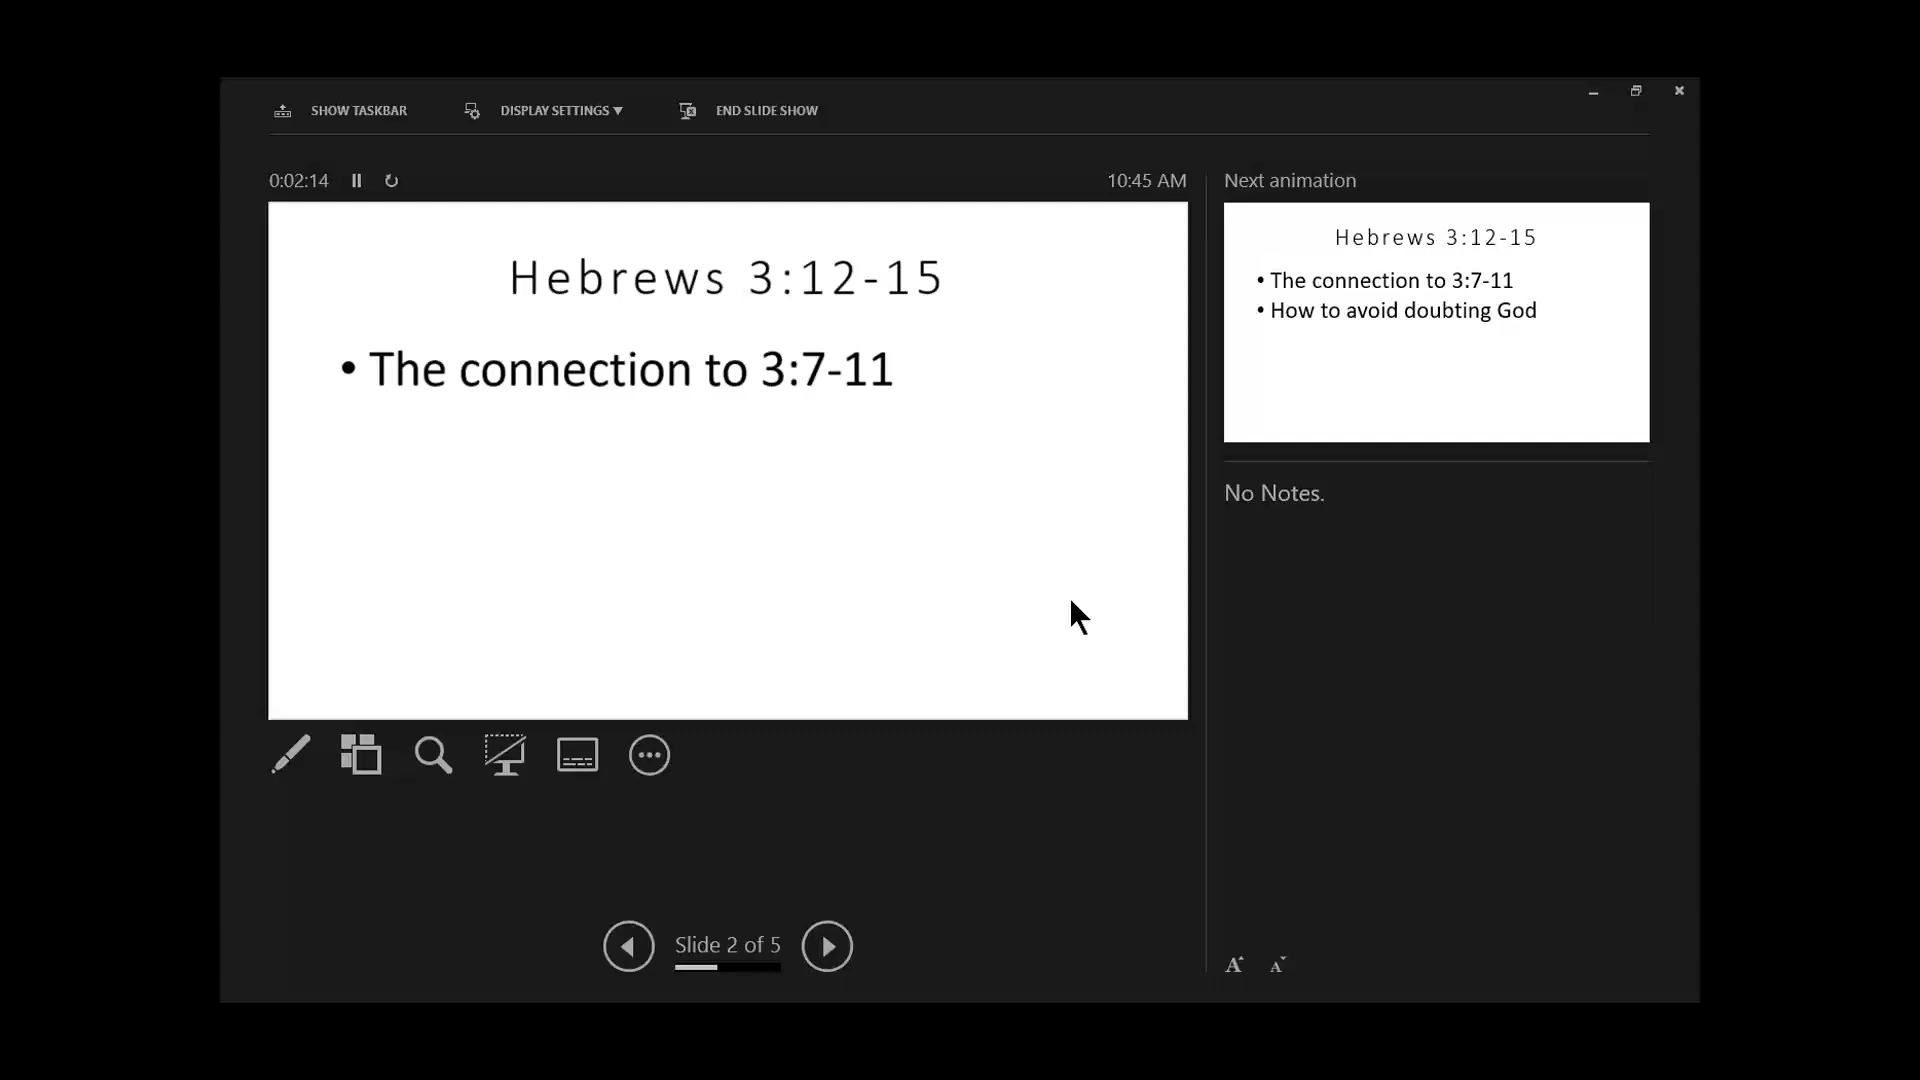 SHOW TASKBAR
DISPLAY SETTINGS ▼
END SLIDE SHOW
0:02:14
10:45 AM
Hebrews 3:12-15
• The connection to 3:7-11
Next animation
Hebrews 3:12-15
• The connection to 3:7-11
• How to avoid doubting God
No Notes.
Slide 2 of 5
A A